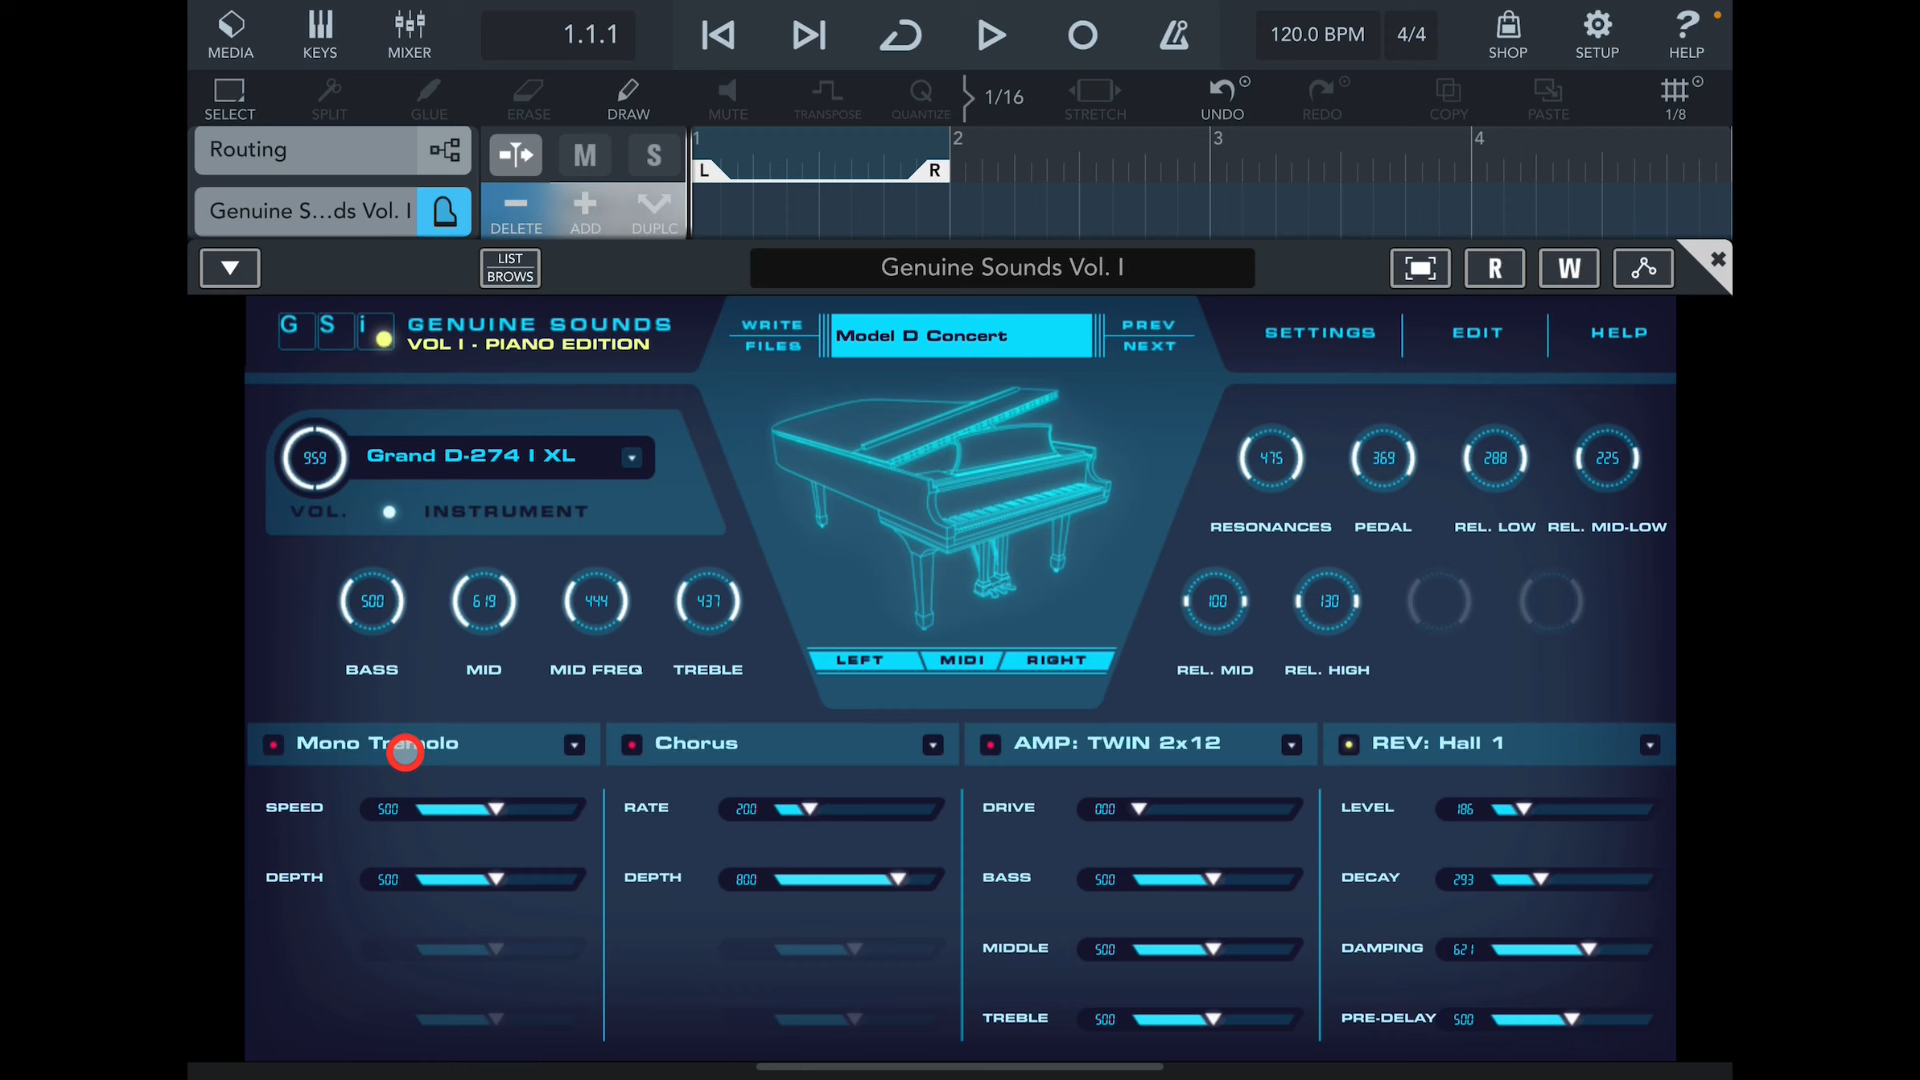 MEDIA KEYS MIXER 1.1.1 120.0 BPM 4/4 SHOP SETUP HELP
SELECT SPLIT GLUE ERASE DRAW MUTE TRANSPOSE QUANTIZE 1/16 STRETCH UNDO REDO COPY PASTE 1/8
Routing M S 1 2 3 4
L R
Genuine S...ds Vol. I DELETE ADD DUPLC
LIST BROWS Genuine Sounds Vol. I R W
GSi GENUINE SOUNDS
VOL I - PIANO EDITION
WRITE FILES Model D Concert PREV NEXT SETTINGS EDIT HELP
959 Grand D-274 I XL
VOL. INSTRUMENT
475 369 288 225
RESONANCES PEDAL REL. LOW REL. MID-LOW
500 619 444 437
BASS MID MID FREQ TREBLE
LEFT MIDI RIGHT
100 130
REL. MID REL. HIGH
Mono Tremolo Chorus AMP: TWIN 2x12 REV: Hall 1
SPEED 500 RATE 200 DRIVE 000 LEVEL 186
DEPTH 500 DEPTH 800 BASS 500 DECAY 293
MIDDLE 500 DAMPING 621
TREBLE 500 PRE-DELAY 500